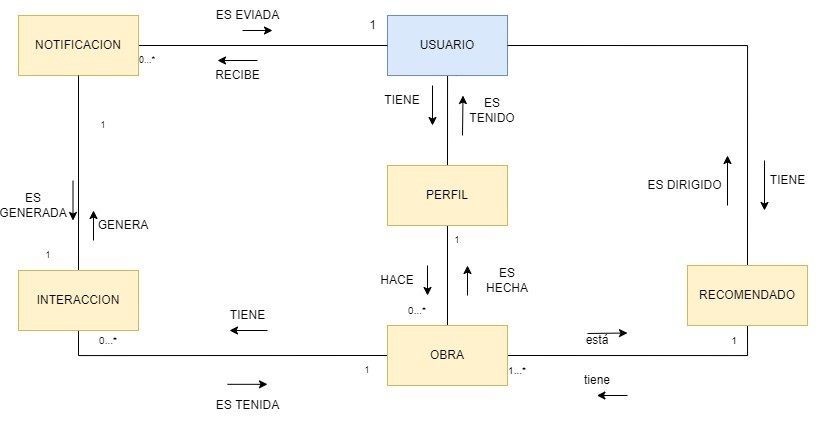 ES EVIADA
1
NOTIFICACION
USUARIO
0...*
RECIBE
TIENE
ES
TENIDO
1
ES
GENERADA
GENERA
PERFIL
ES DIRIGIDO
TIENE
1
1
HACE
ES
HECHA
INTERACCION
RECOMENDADO
0...*
TIENE
0...*
OBRA
está
1
1
1...*
tiene
ES TENIDA